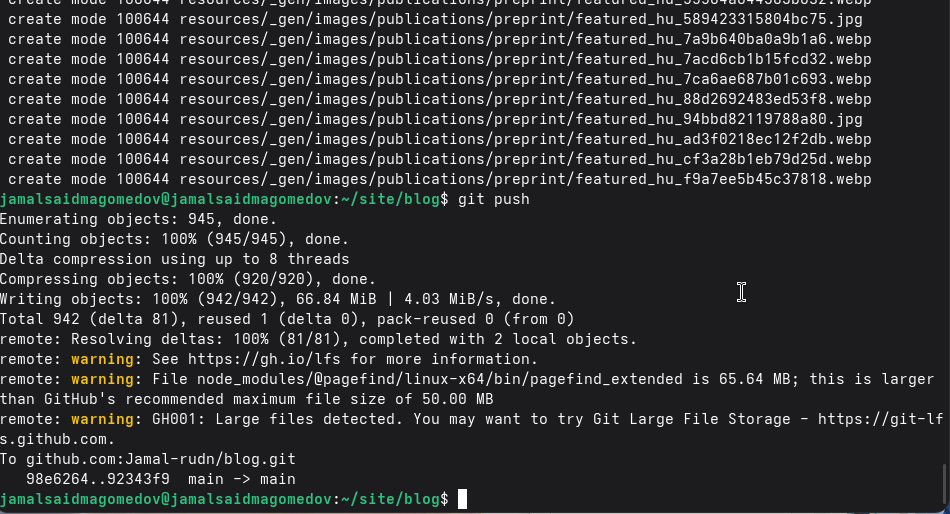 create mode 100644 resources/_gen/images/publications/preprint/featured_hu_589423315804bc75.jpg
create mode 100644 resources/_gen/images/publications/preprint/featured_hu_7a9b640ba0a9b1a6.webp
create mode 100644 resources/_gen/images/publications/preprint/featured_hu_7acd6cb1b15fcd32.webp
create mode 100644 resources/_gen/images/publications/preprint/featured_hu_7ca6ae687b01c693.webp
create mode 100644 resources/_gen/images/publications/preprint/featured_hu_88d2692483ed53f8.webp
create mode 100644 resources/_gen/images/publications/preprint/featured_hu_94bbd82119788a80.jpg
create mode 100644 resources/_gen/images/publications/preprint/featured_hu_ad3f0218ec12f2db.webp
create mode 100644 resources/_gen/images/publications/preprint/featured_hu_cf3a28b1eb79d25d.webp
create mode 100644 resources/_gen/images/publications/preprint/featured_hu_f9a7ee5b45c37818.webp
jamalsaidmagomedov@jamalsaidmagomedov:~/site/blog$ git push
Enumerating objects: 945, done.
Counting objects: 100% (945/945), done.
Delta compression using up to 8 threads
Compressing objects: 100% (920/920), done.
Writing objects: 100% (942/942), 66.84 MiB | 4.03 MiB/s, done.
Total 942 (delta 81), reused 1 (delta 0), pack-reused 0 (from 0)
remote: Resolving deltas: 100% (81/81), completed with 2 local objects.
remote: warning: See https://gh.io/lfs for more information.
remote: warning: File node_modules/@pagefind/linux-x64/bin/pagefind_extended is 65.64 MB; this is larger
than GitHub's recommended maximum file size of 50.00 MB
remote: warning: GH001: Large files detected. You may want to try Git Large File Storage - https://git-lf
s.github.com.
To github.com:Jamal-rudn/blog.git
98e6264..92343f9 main -> main
jamalsaidmagomedov@jamalsaidmagomedov:~/site/blog$